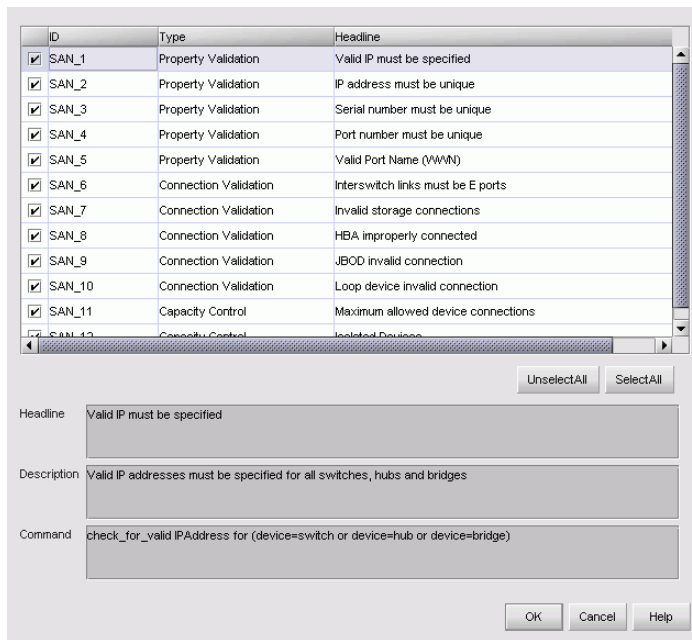 ID Type Headline
SAN_1 Property Validation Valid IP must be specified
SAN_2 Property Validation IP address must be unique
SAN_3 Property Validation Serial number must be unique
SAN_4 Property Validation Port number must be unique
SAN_5 Property Validation Valid Port Name (WWN)
SAN_6 Connection Validation Interswitch links must be E ports
SAN_7 Connection Validation Invalid storage connections
SAN_8 Connection Validation HBA improperly connected
SAN_9 Connection Validation JBOD invalid connection
SAN_10 Connection Validation Loop device invalid connection
SAN_11 Capacity Control Maximum allowed device connections
SAN_12 Capacity Control Isolated Devices
UnselectAll SelectAll
Headline Valid IP must be specified
Description Valid IP addresses must be specified for all switches, hubs and bridges
Command check_for_valid IPAddress for (device=switch or device=hub or device=bridge)
OK Cancel Help